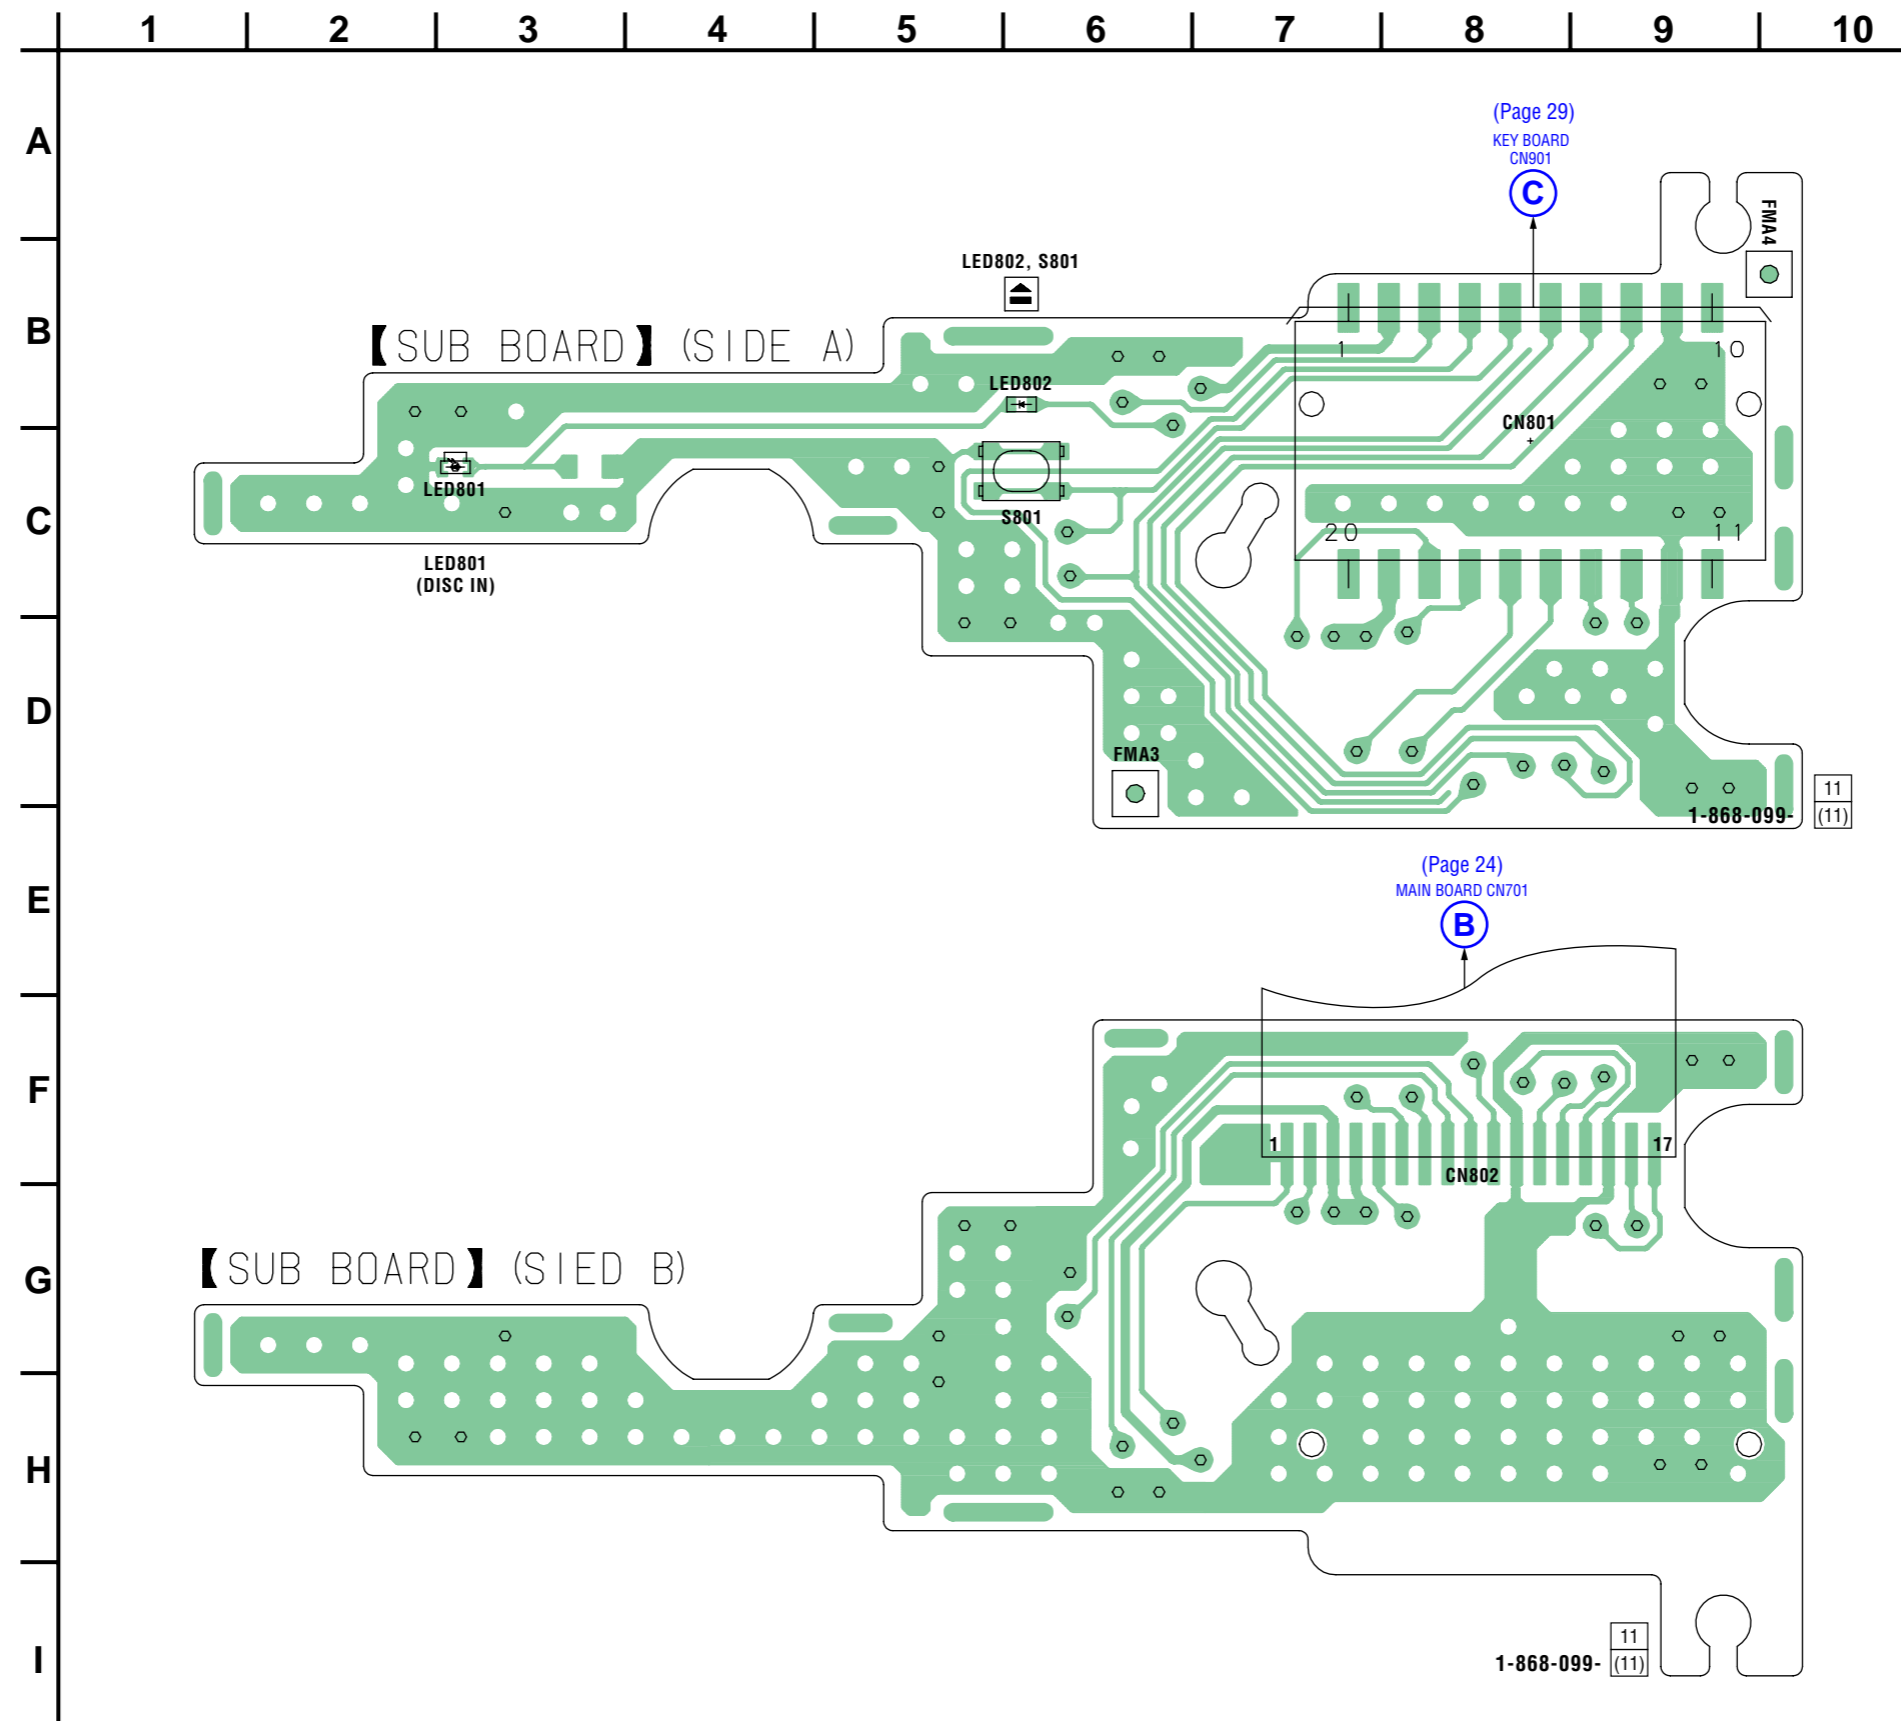 1 2 3 4 5 6 7 8 9 10
A
(Page 29)
KEY BOARD
CN901
C
FMA4
B
LED802, S801
【SUB BOARD】 (SIDE A)
1
10
LED802
CN801
C
LED801
S801
20
11
LED801
(DISC IN)
D
FMA3
1-868-099-
11
(11)
E
(Page 24)
MAIN BOARD CN701
B
F
1
17
CN802
G
【SUB BOARD】 (SIED B)
H
I
1-868-099-
11
(11)